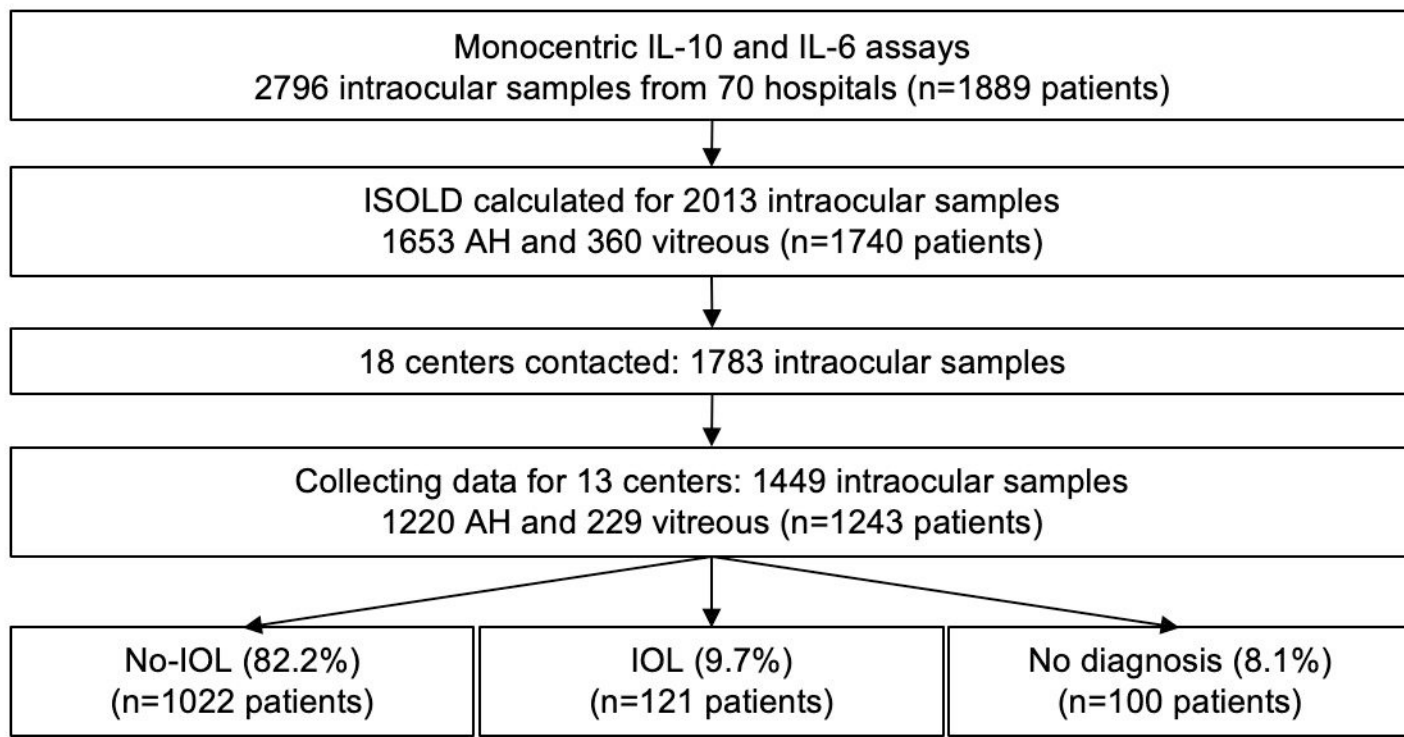 Monocentric IL-10 and IL-6 assays
2796 intraocular samples from 70 hospitals (n=1889 patients)
ISOLD calculated for 2013 intraocular samples
1653 AH and 360 vitreous (n=1740 patients)
18 centers contacted: 1783 intraocular samples
Collecting data for 13 centers: 1449 intraocular samples
1220 AH and 229 vitreous (n=1243 patients)
No-IOL (82.2%)
(n=1022 patients)
IOL (9.7%)
(n=121 patients)
No diagnosis (8.1%)
(n=100 patients)